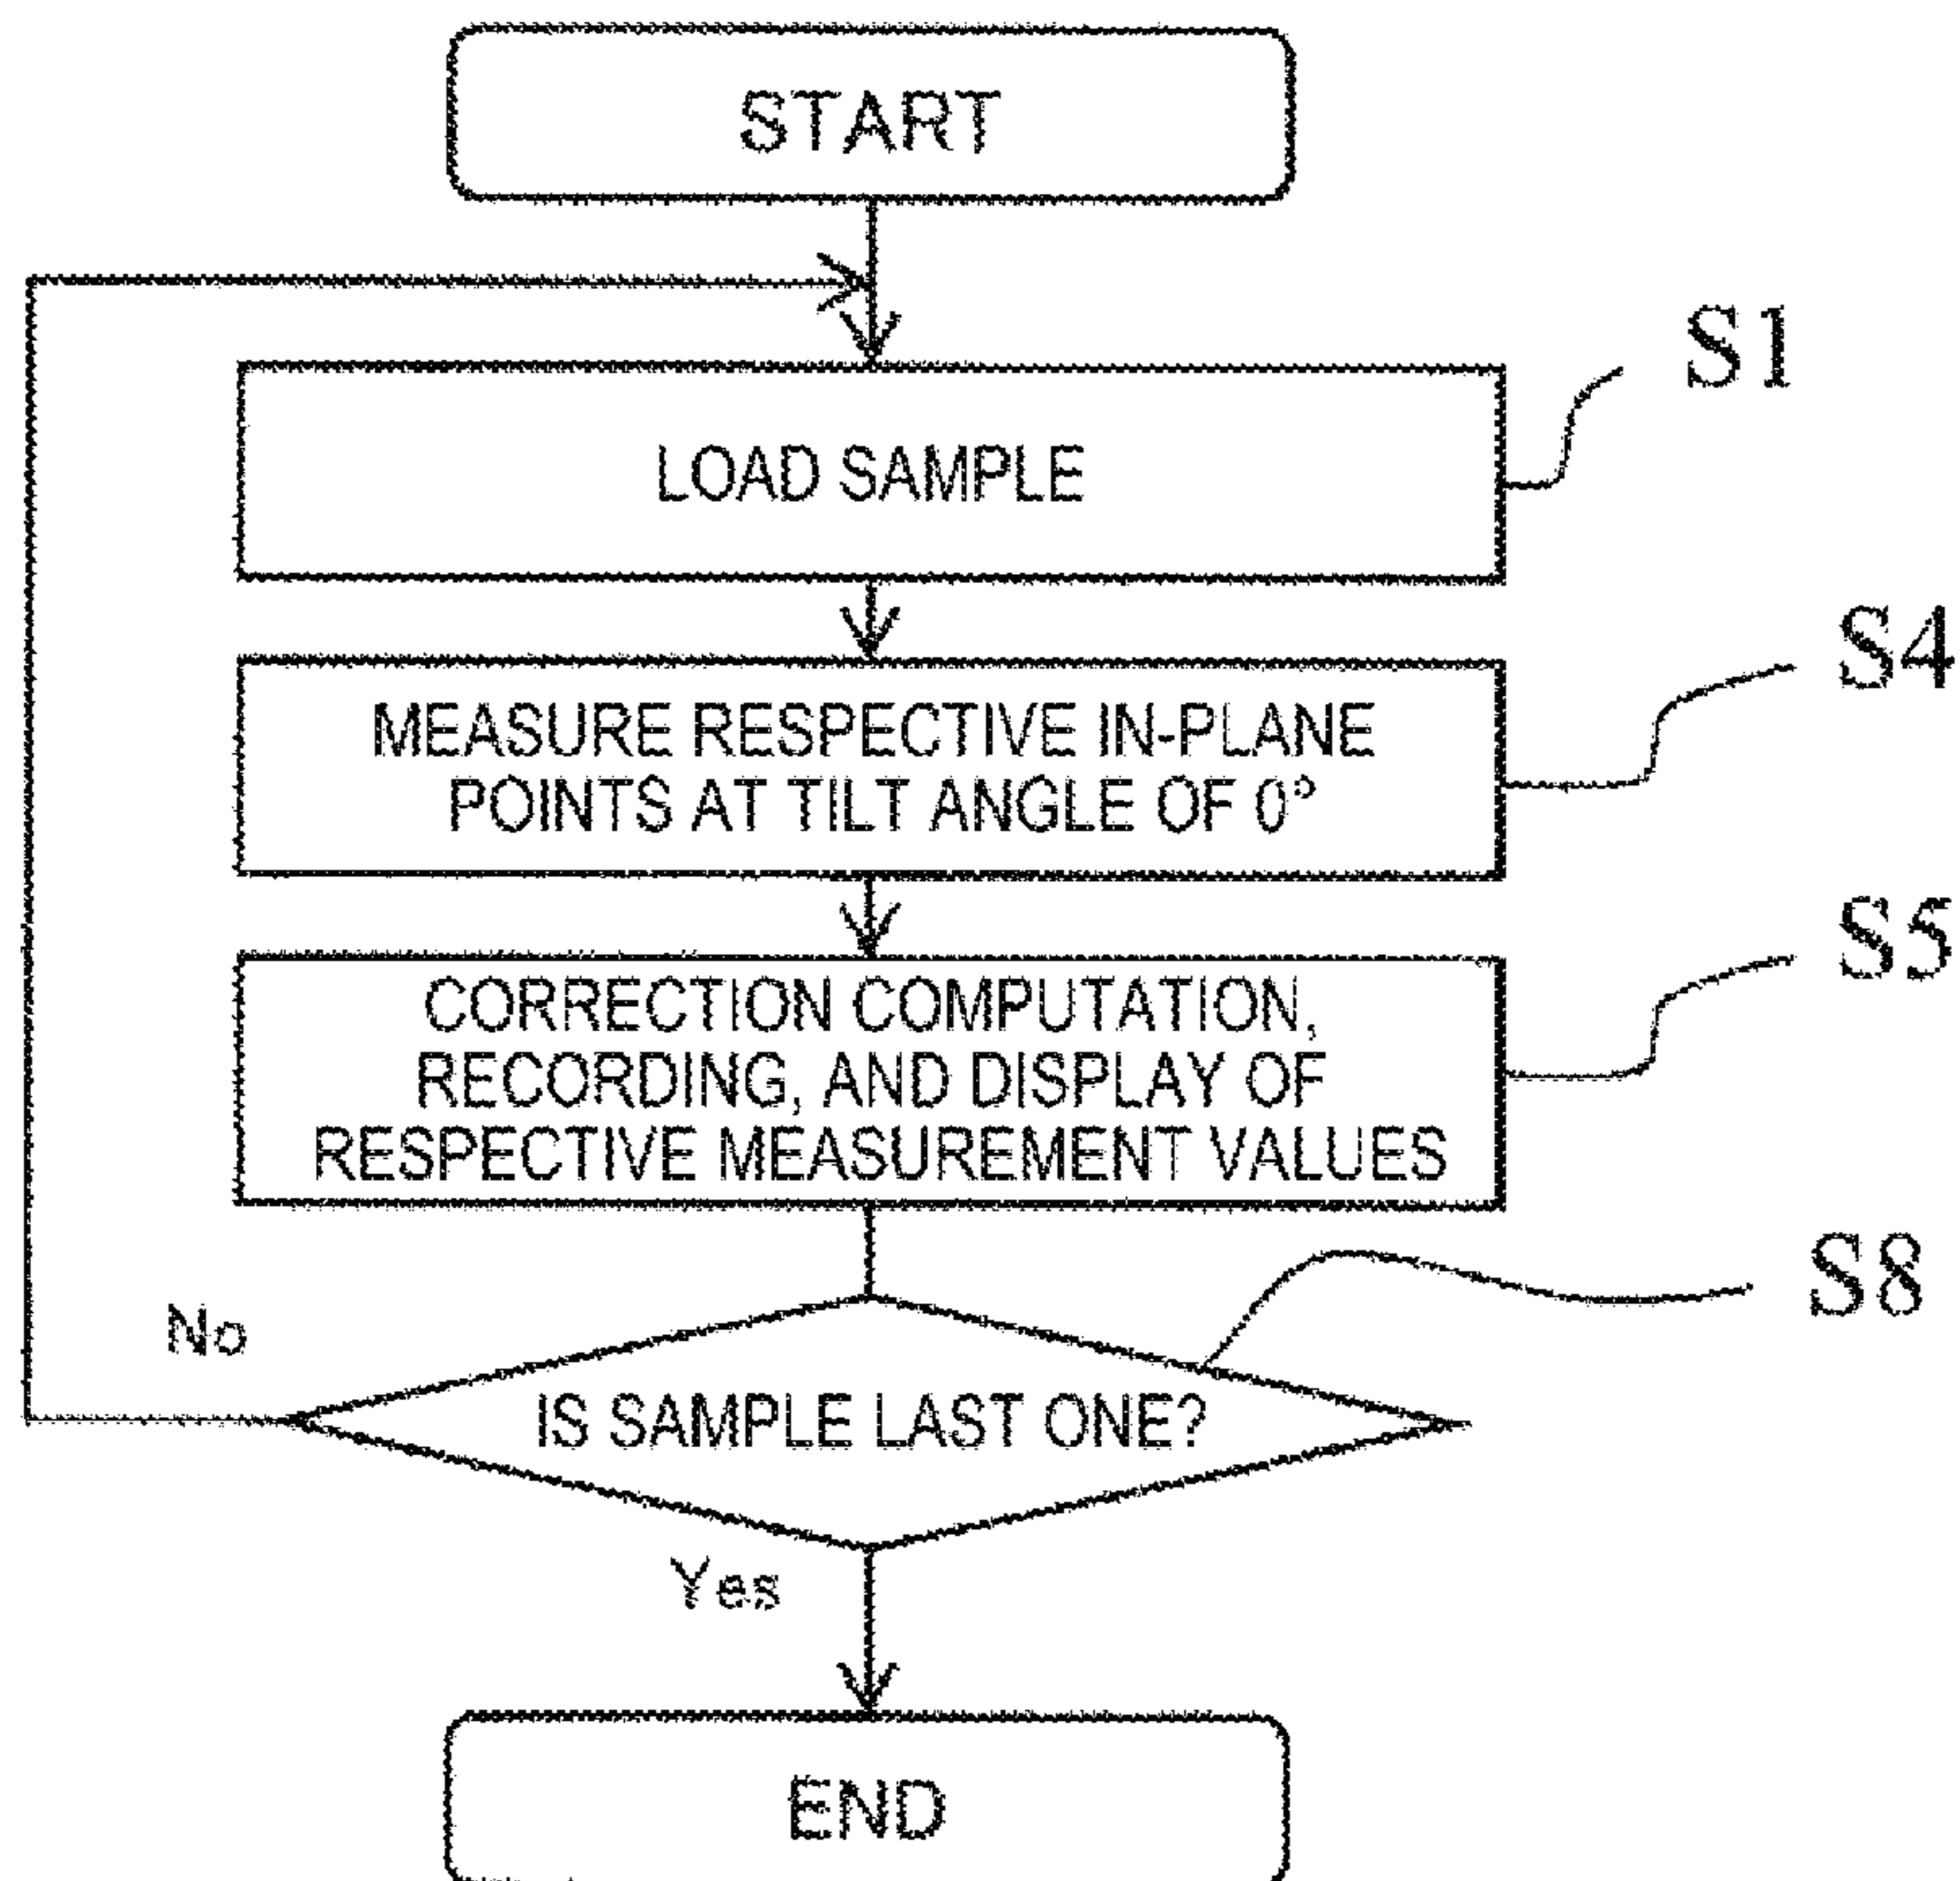 START
S1
LOAD SAMPLE
S4
MEASURE RESPECTIVE IN-PLANE
POINTS AT TILT ANGLE OF 0°
S5
CORRECTION COMPUTATION,
RECORDING, AND DISPLAY OF
RESPECTIVE MEASUREMENT VALUES
S8
No
IS SAMPLE LAST ONE?
Yes
END